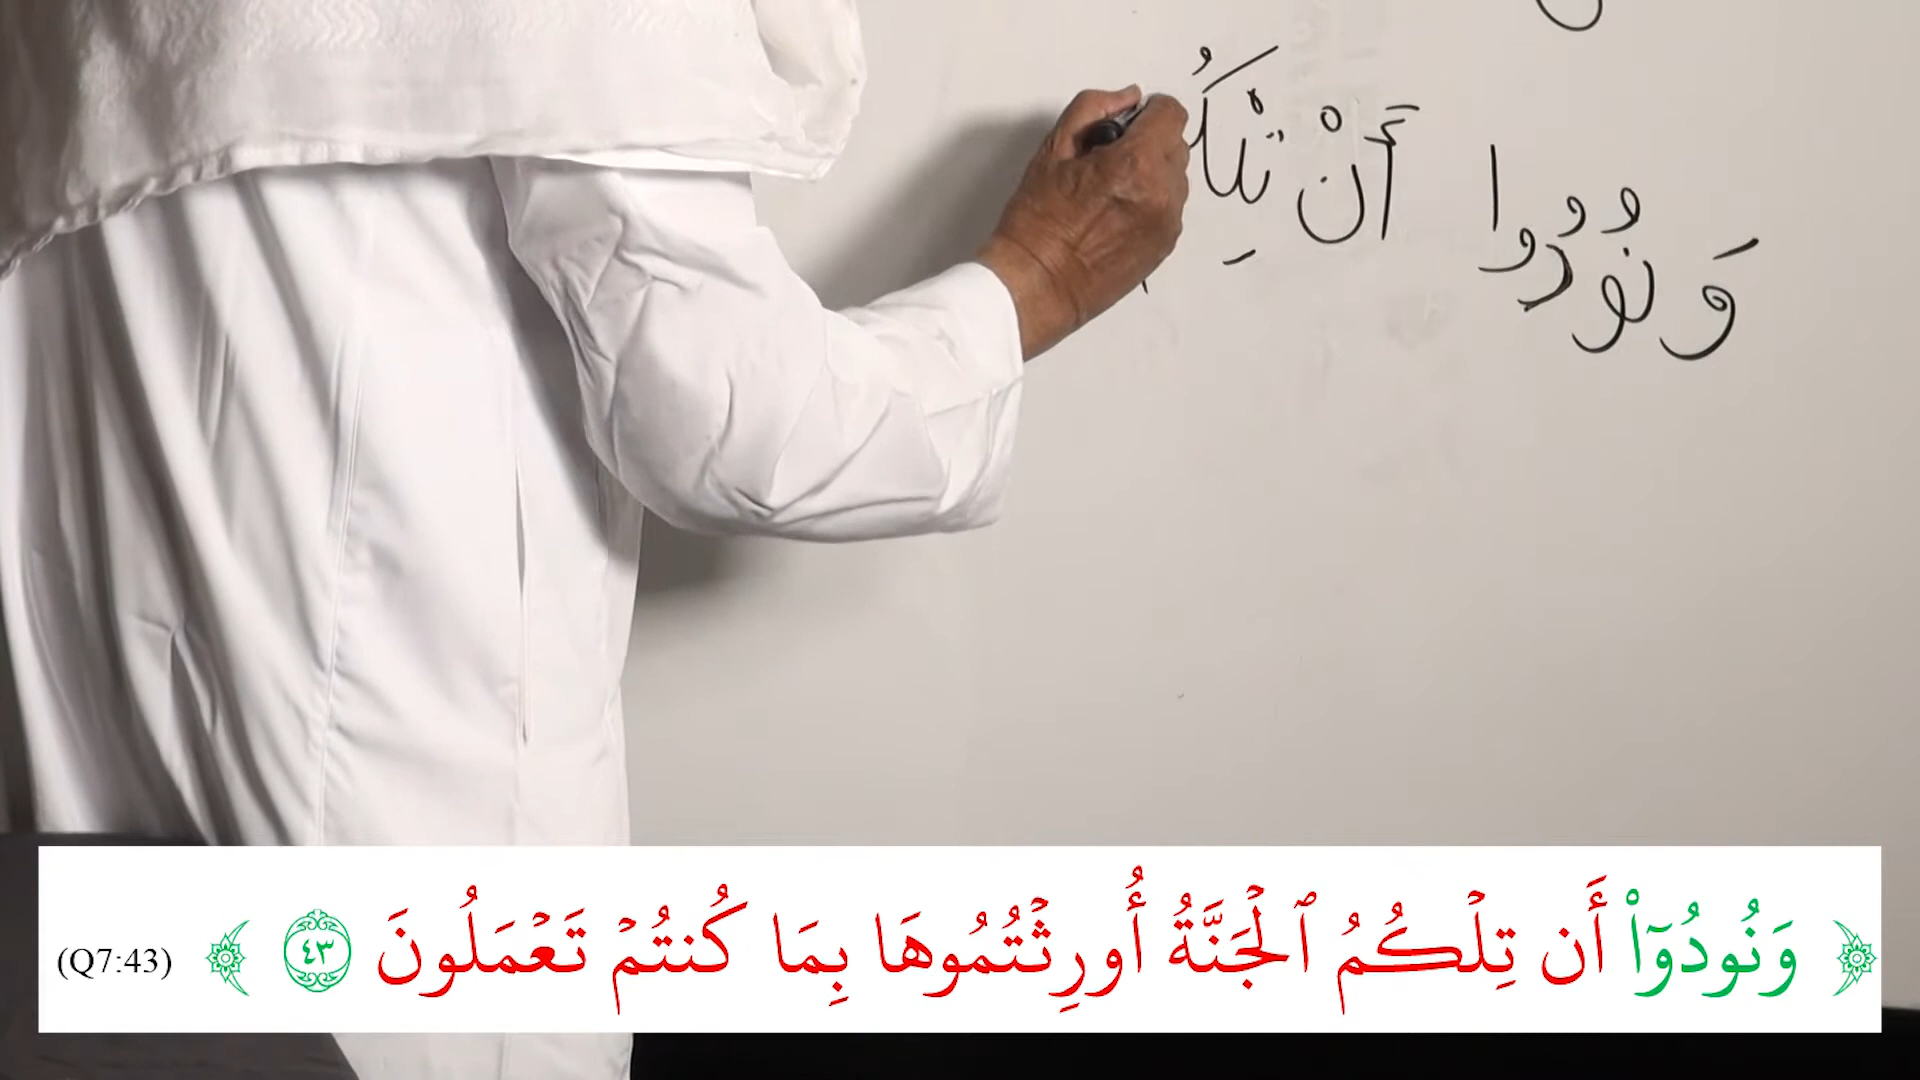 وَنُودُوا أَنْ تِلْكُ
﴿ وَنُودُوٓا۟ أَن تِلْكُمُ ٱلْجَنَّةُ أُورِثْتُمُوهَا بِمَا كُنتُمْ تَعْمَلُونَ ٤٣ ﴾ (Q7:43)